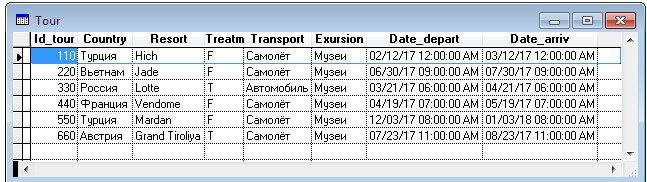 Tour
Id_tour Country Resort Treatm Transport Exursion Date_depart Date_arriv
110 Турция Hich F Самолёт Музеи 02/12/17 12:00:00 AM 03/12/17 12:00:00 AM
220 Вьетнам Jade F Самолёт Музеи 06/30/17 09:00:00 AM 07/30/17 09:00:00 AM
330 Россия Lotte T Автомобиль Музеи 03/21/17 06:00:00 AM 04/21/17 06:00:00 AM
440 Франция Vendome F Самолёт Музеи 04/19/17 07:00:00 AM 05/19/17 07:00:00 AM
550 Турция Mardan F Самолёт Музеи 12/03/17 08:00:00 AM 01/03/18 08:00:00 AM
660 Австрия Grand Tiroliya T Самолёт Музеи 07/23/17 11:00:00 AM 08/23/17 11:00:00 AM